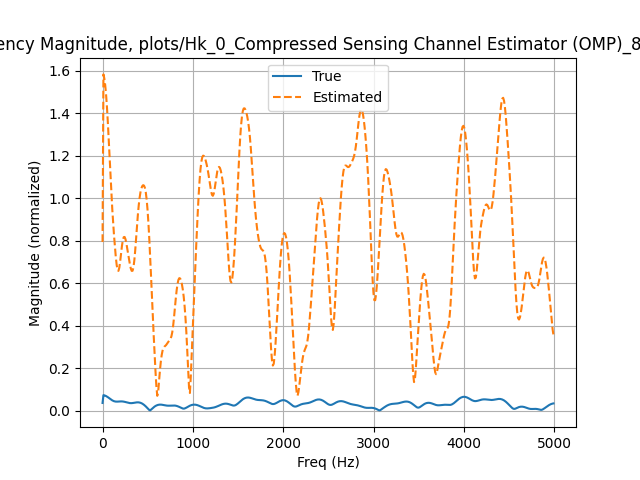 ency Magnitude, plots/Hk_0_Compressed Sensing Channel Estimator (OMP)_8
True
Estimated
Magnitude (normalized)
1.6
1.4
1.2
1.0
0.8
0.6
0.4
0.2
0.0
0 1000 2000 3000 4000 5000
Freq (Hz)